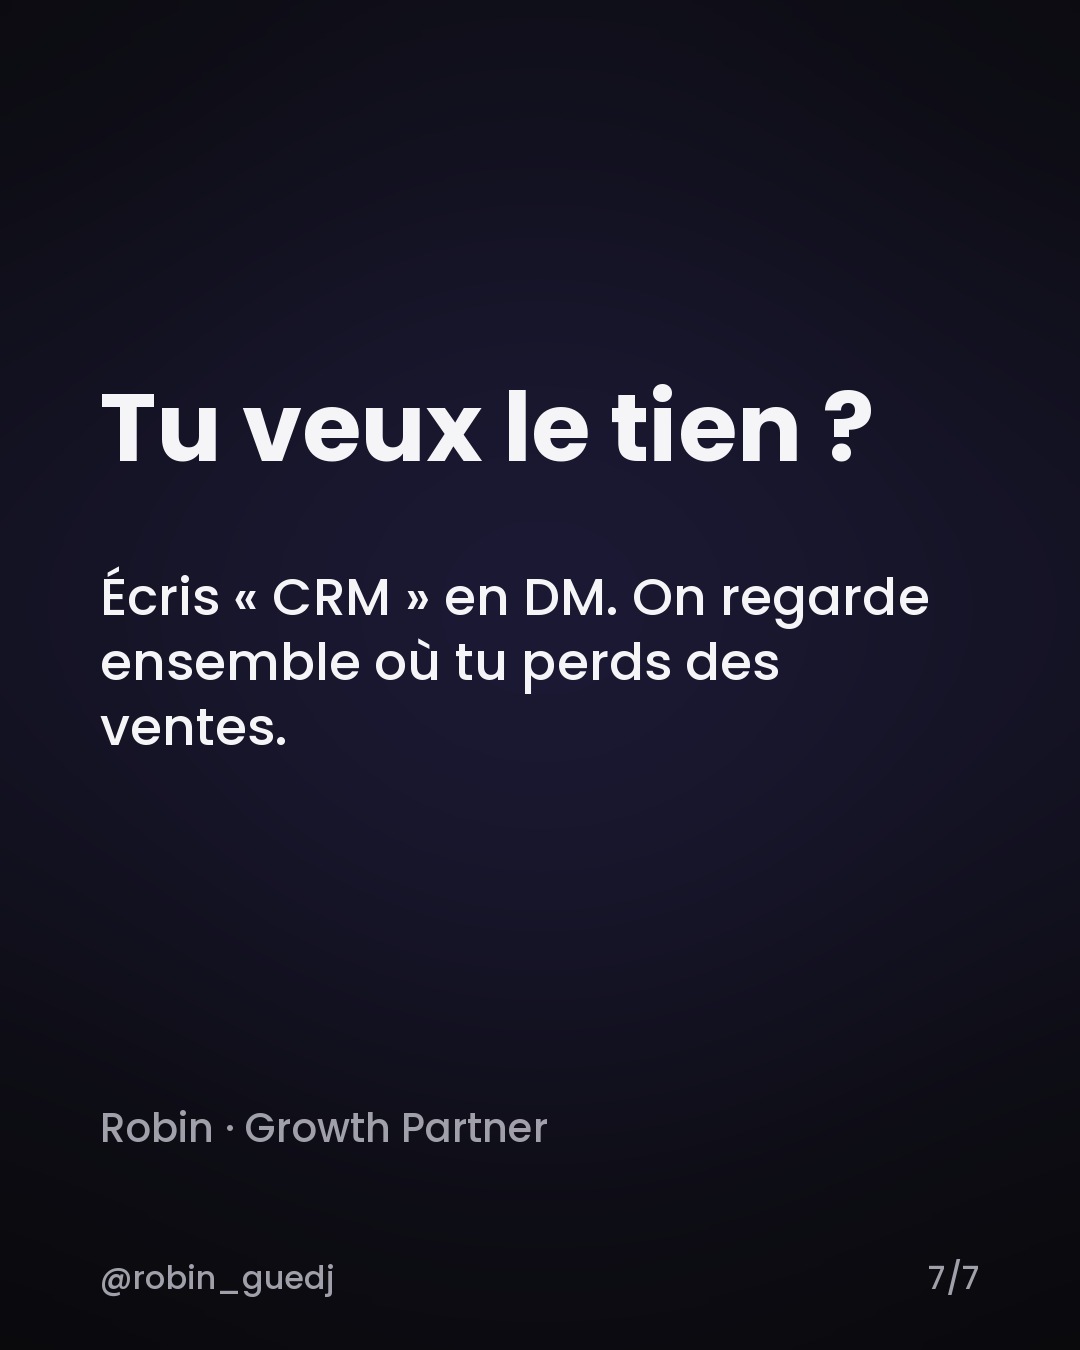 Tu veux le tien ?
Écris « CRM » en DM. On regarde
ensemble où tu perds des
ventes.
Robin · Growth Partner
@robin_guedj
7/7